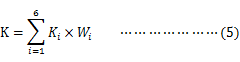 K = ∑_{i=1}^{6} K_i × W_i ……………………(5)